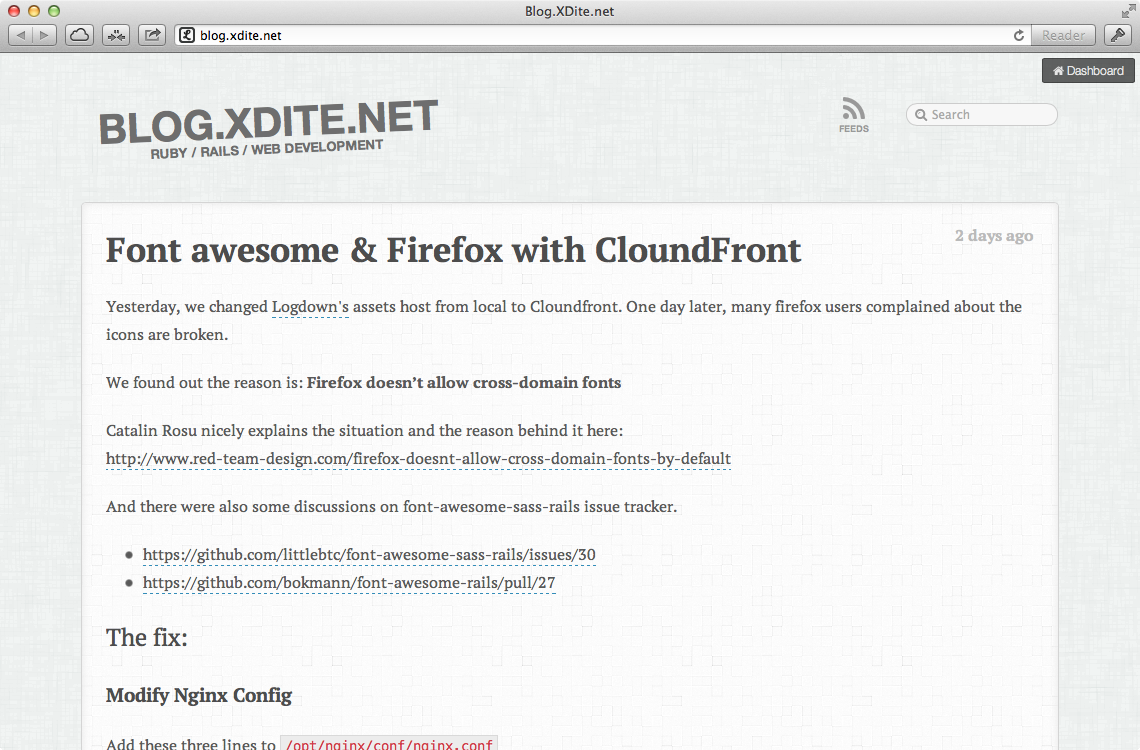 Blog.XDite.net
blog.xdite.net
Reader
Dashboard
BLOG.XDITE.NET
RUBY / RAILS / WEB DEVELOPMENT
FEEDS
Search
Font awesome & Firefox with CloundFront
2 days ago
Yesterday, we changed Logdown's assets host from local to Cloundfront. One day later, many firefox users complained about the
icons are broken.
We found out the reason is: Firefox doesn’t allow cross-domain fonts
Catalin Rosu nicely explains the situation and the reason behind it here:
http://www.red-team-design.com/firefox-doesnt-allow-cross-domain-fonts-by-default
And there were also some discussions on font-awesome-sass-rails issue tracker.
https://github.com/littlebtc/font-awesome-sass-rails/issues/30
https://github.com/bokmann/font-awesome-rails/pull/27
The fix:
Modify Nginx Config
Add these three lines to /opt/nginx/conf/nginx.conf